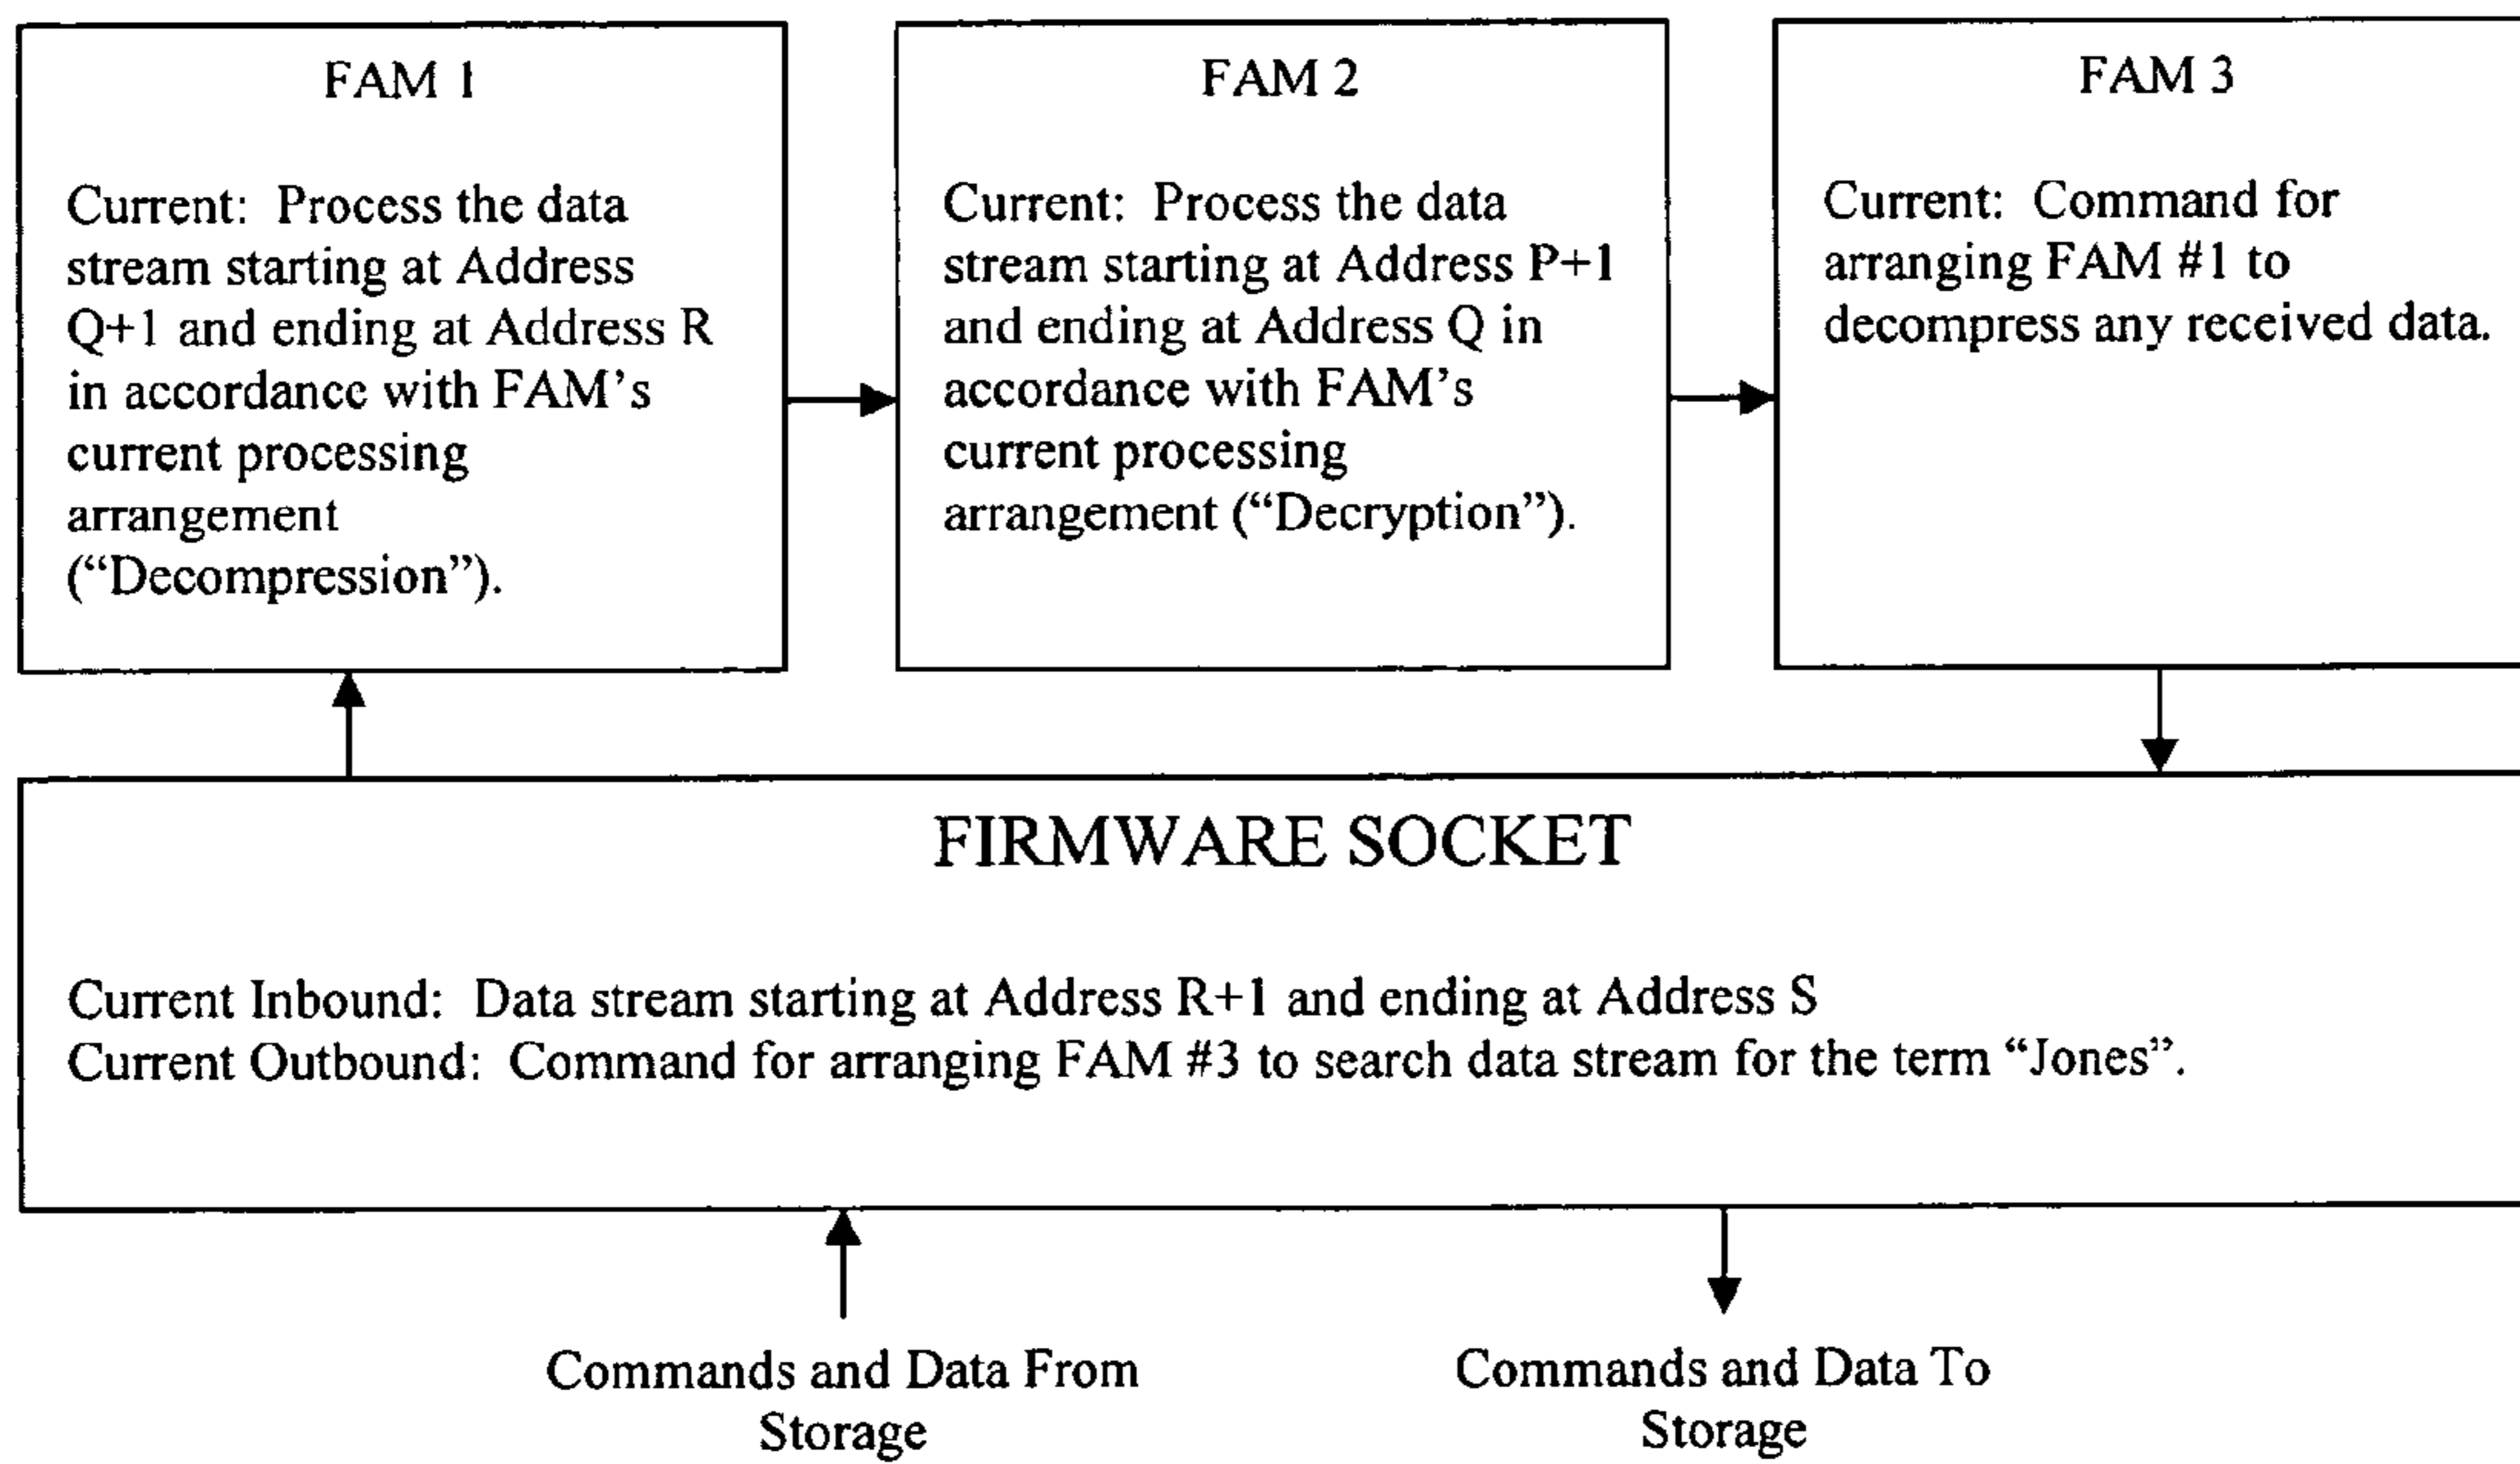 FAM 1
Current: Process the data
stream starting at Address
Q+1 and ending at Address R
in accordance with FAM's
current processing
arrangement
("Decompression").
FAM 2
Current: Process the data
stream starting at Address P+1
and ending at Address Q in
accordance with FAM's
current processing
arrangement ("Decryption").
FAM 3
Current: Command for
arranging FAM #1 to
decompress any received data.
FIRMWARE SOCKET
Current Inbound: Data stream starting at Address R+1 and ending at Address S
Current Outbound: Command for arranging FAM #3 to search data stream for the term "Jones".
Commands and Data From
Storage
Commands and Data To
Storage